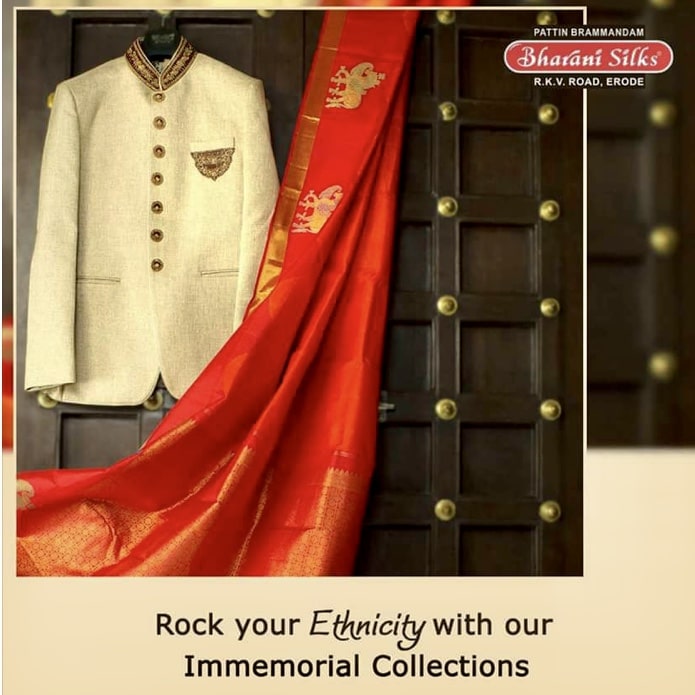 PATTIN BRAMMANDAM
Bharani Silks®
R.K.V. ROAD, ERODE
Rock your Ethnicity with our
Immemorial Collections